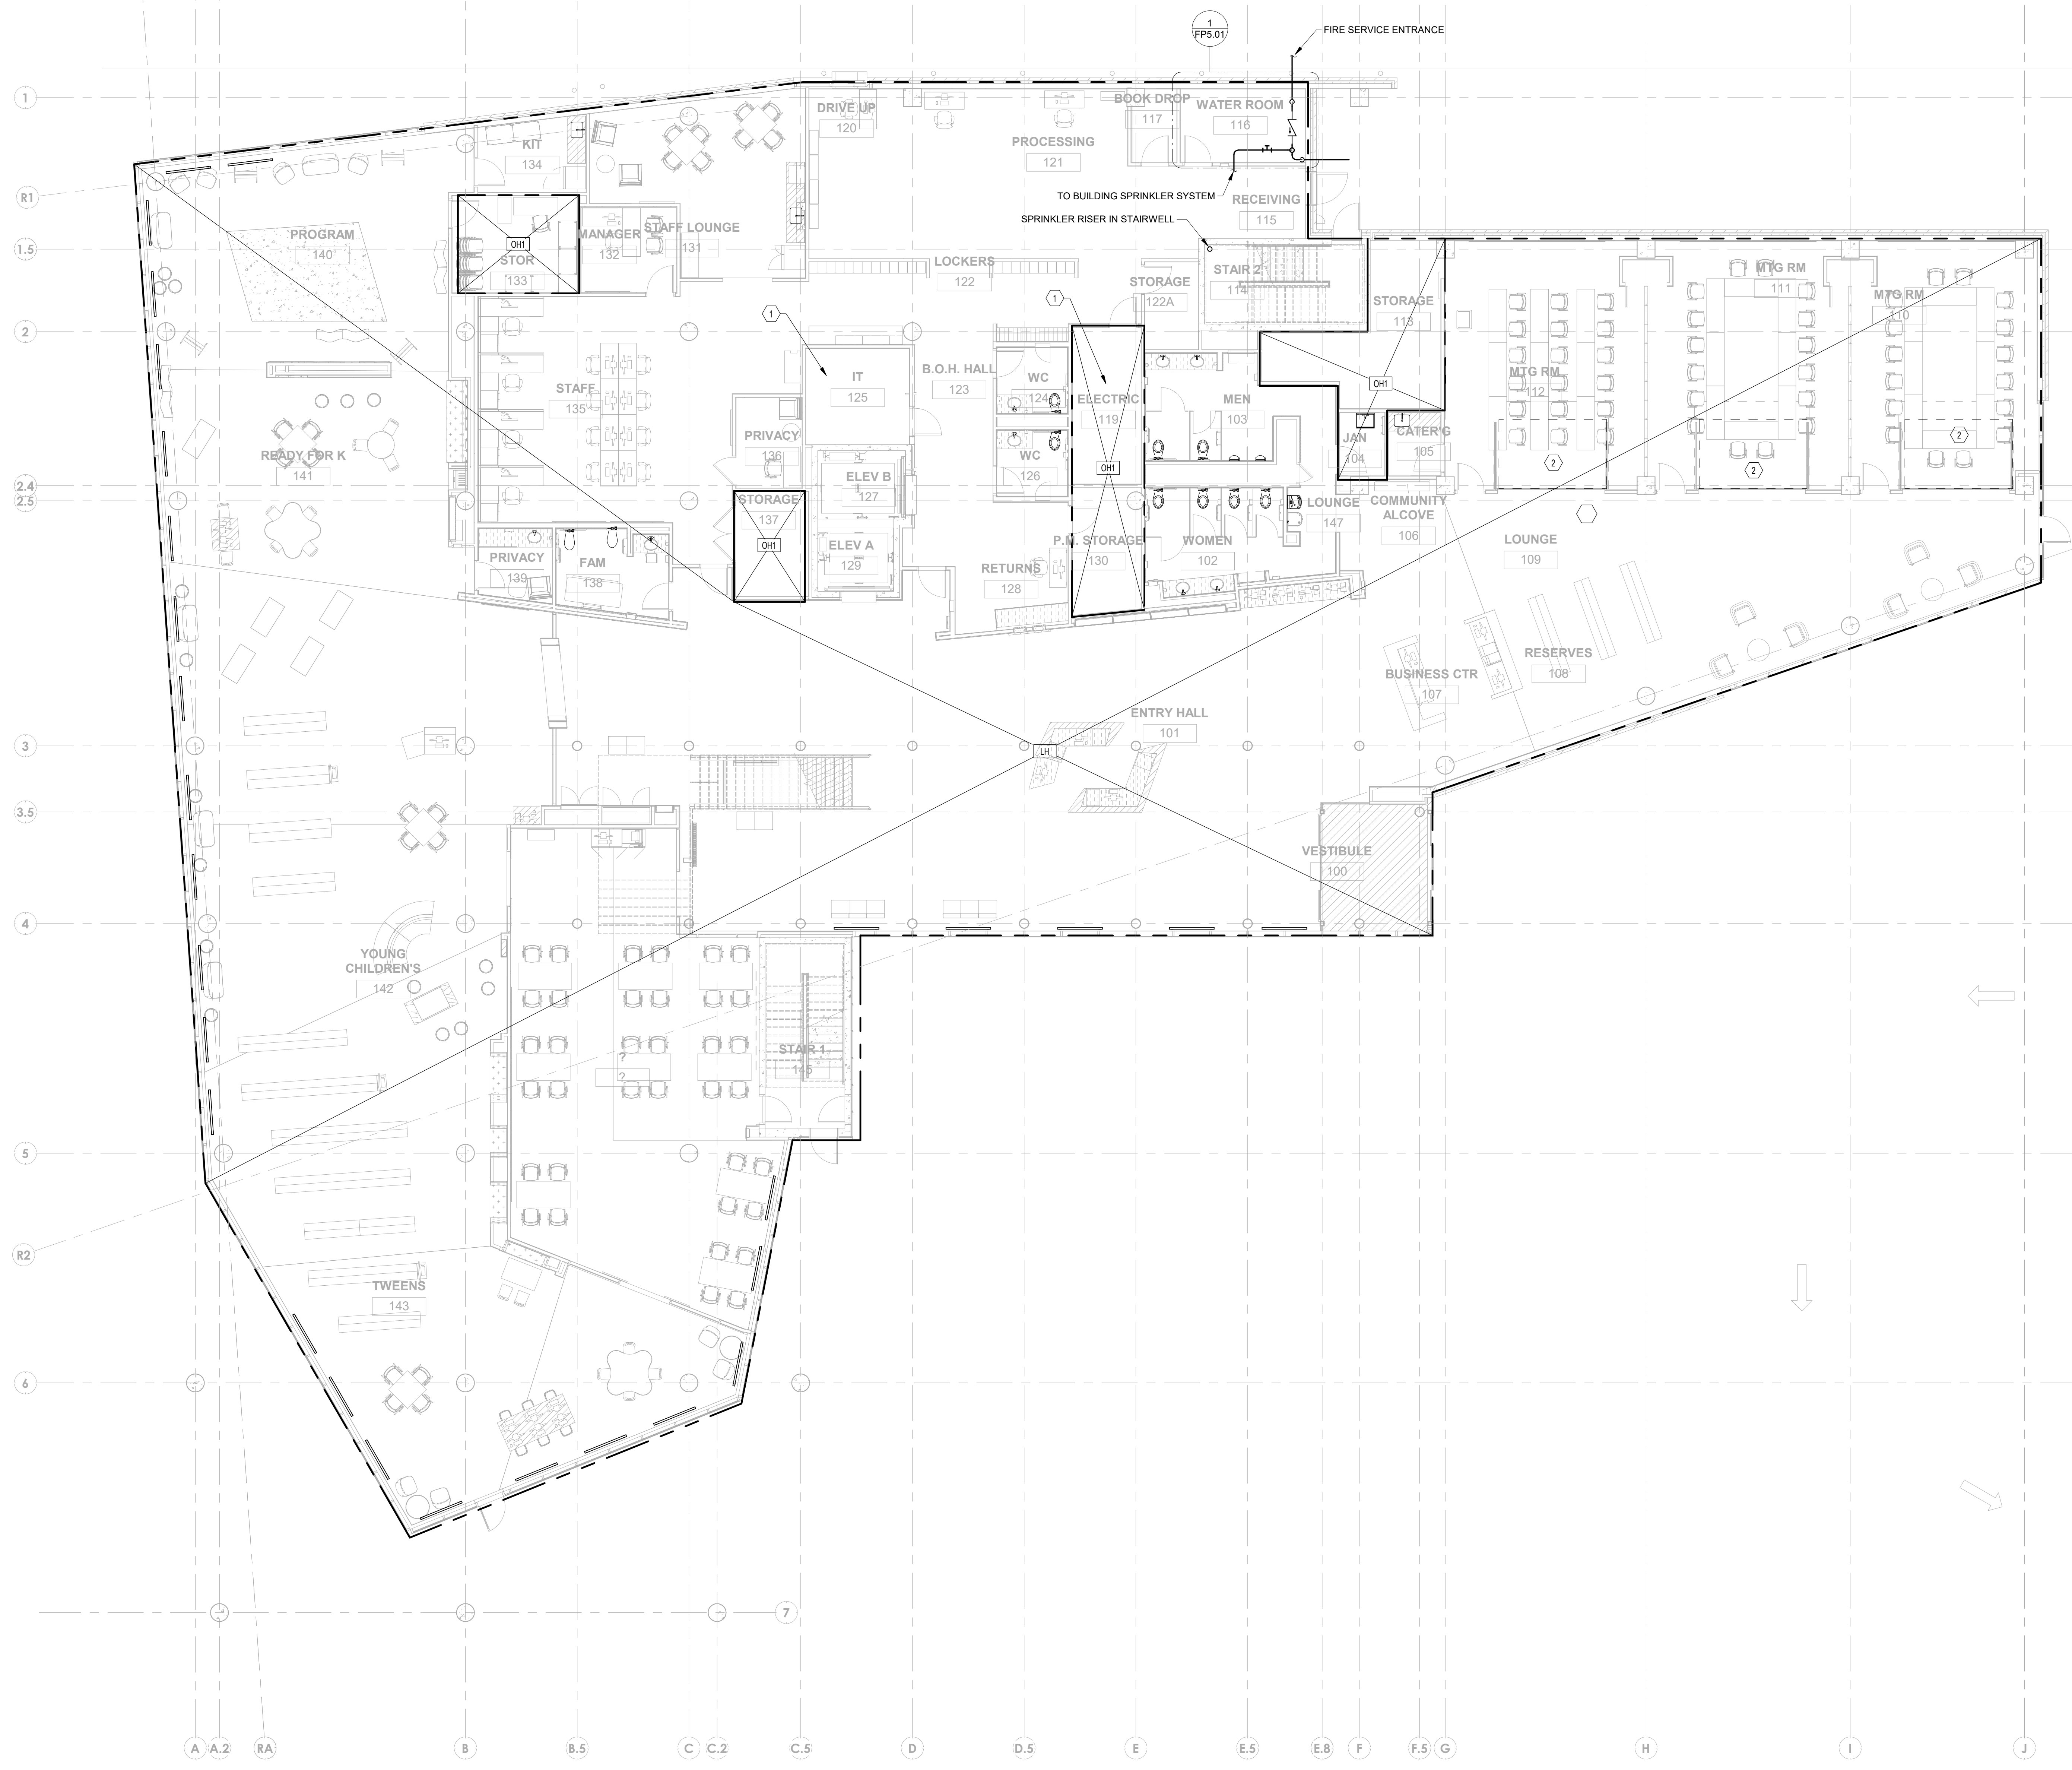 1
FP5.01
FIRE SERVICE ENTRANCE
1
DRIVE UP
120
BOOK DROP
117
WATER ROOM
116
PROCESSING
121
KIT
134
R1
TO BUILDING SPRINKLER SYSTEM
SPRINKLER RISER IN STAIRWELL
RECEIVING
115
PROGRAM
140
STAFF LOUNGE
131
MANAGER
132
OH1
STOR
133
1.5
LOCKERS
122
STORAGE
122A
STAIR 2
114
STORAGE
113
MTG RM
111
MTG RM
110
MTG RM
112
1
1
2
IT
125
B.O.H. HALL
123
WC
124
ELECTRIC
119
MEN
103
OH1
STAFF
135
PRIVACY
136
READY FOR K
141
JAN
104
CATER'G
105
2
2
2
WC
126
OH1
ELEV B
127
2.4
2.5
STORAGE
137
OH1
LOUNGE
147
COMMUNITY
ALCOVE
106
ELEV A
129
P.M. STORAGE
130
WOMEN
102
LOUNGE
109
PRIVACY
139
FAM
138
RETURNS
128
RESERVES
108
BUSINESS CTR
107
ENTRY HALL
101
3
LH
3.5
VESTIBULE
100
4
YOUNG
CHILDREN'S
142
STAIR 1
145
?
?
5
R2
TWEENS
143
6
7
A
A.2
RA
B
B.5
C
C.2
C.5
D
D.5
E
E.5
E.8
F
F.5
G
H
I
J